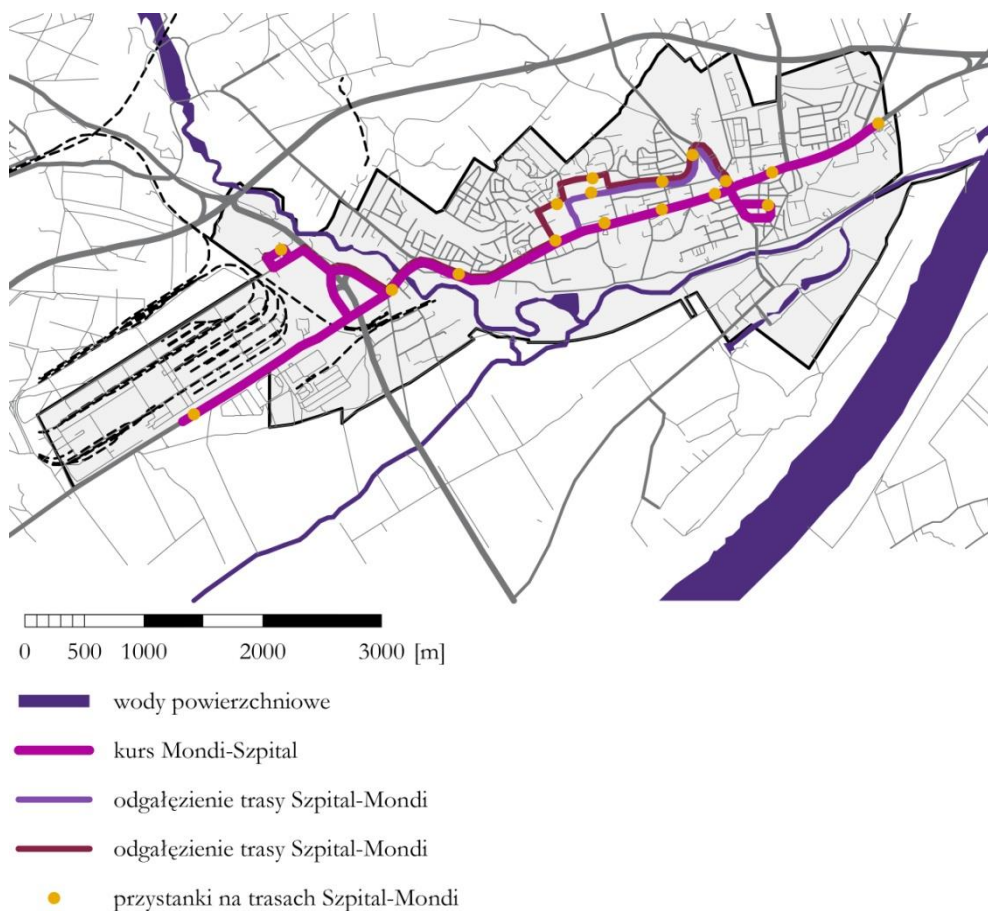 0 500 1000 2000 3000 [m]
wody powierzchniowe
kurs Mondi-Szpital
odgałęzienie trasy Szpital-Mondi
odgałęzienie trasy Szpital-Mondi
przystanki na trasach Szpital-Mondi